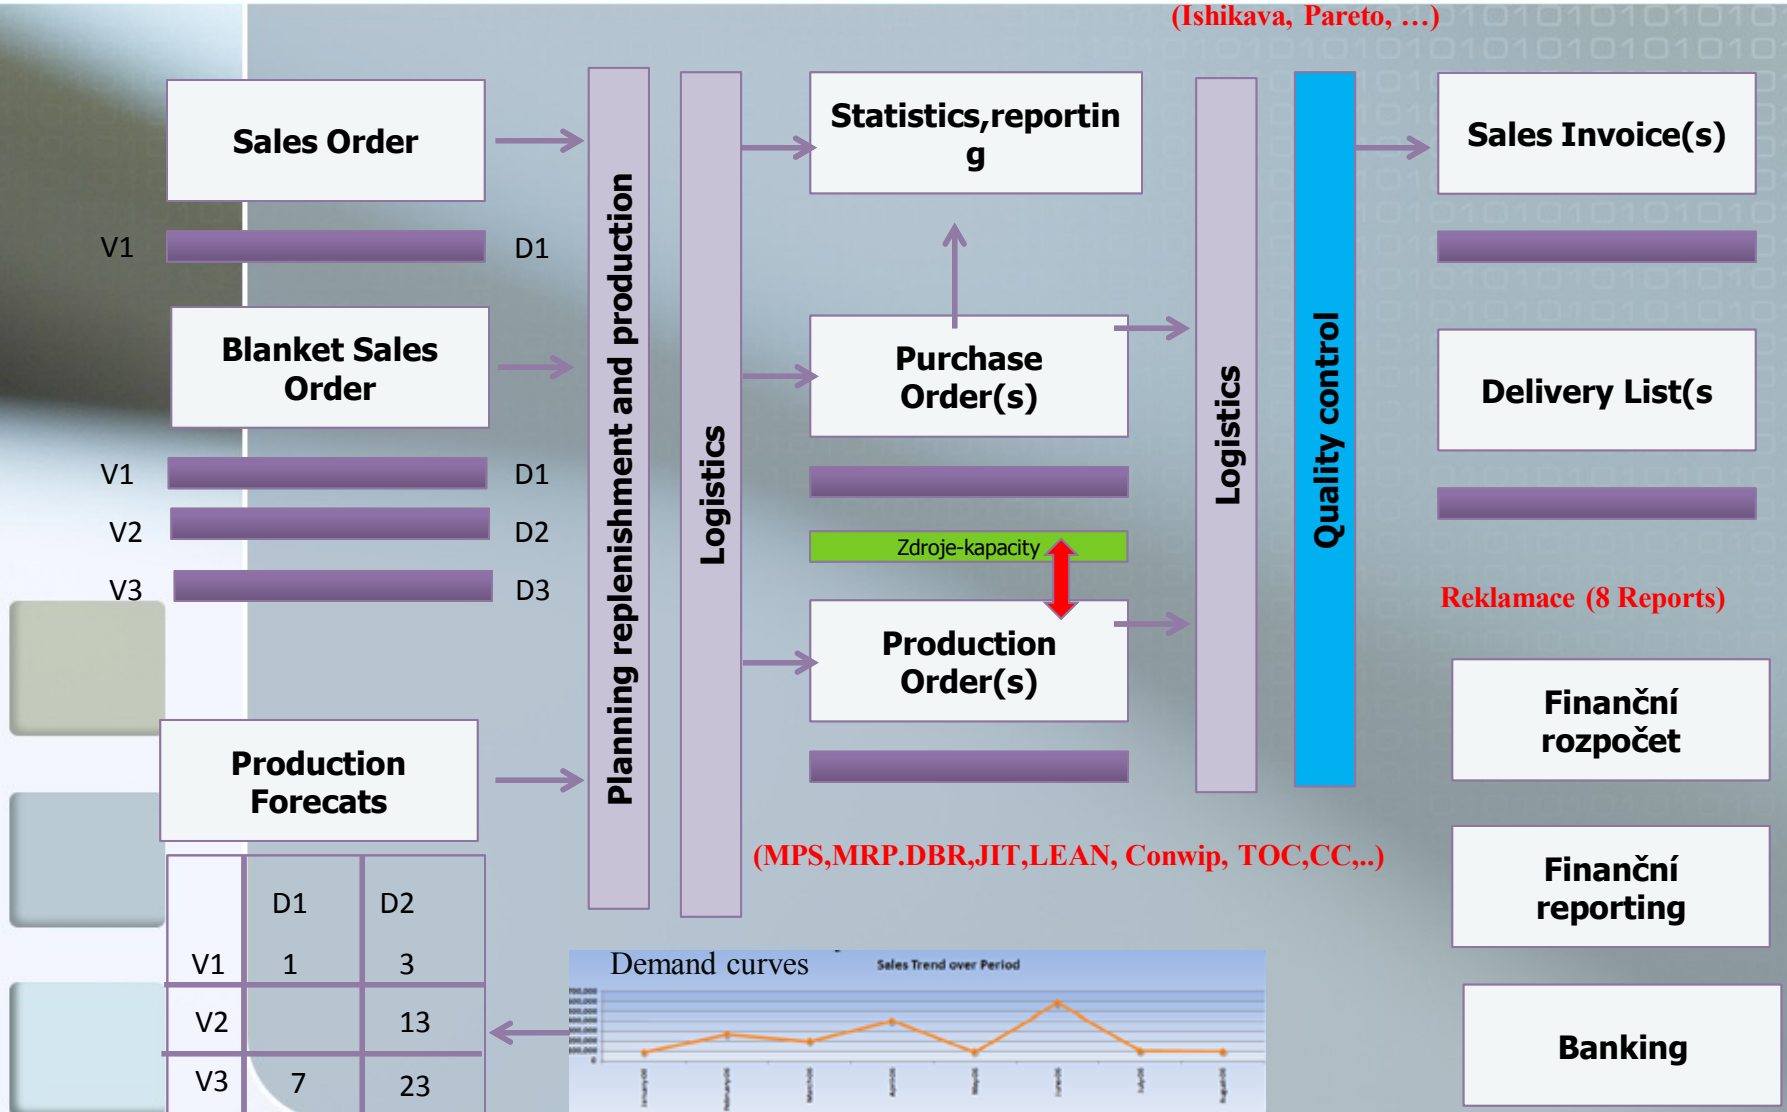 (Ishikava, Pareto, ...)
Sales Order
V1
D1
Blanket Sales
Order
V1
D1
V2
D2
V3
D3
Production
Forecats
D1
D2
V1
1
3
V2
13
V3
7
23
Planning replenishment and production
Logistics
Statistics,reportin
g
Purchase
Order(s)
Zdroje-kapacity
Production
Order(s)
(MPS,MRP.DBR,JIT,LEAN, Conwip, TOC,CC,..)
Demand curves
Sales Trend over Period
Logistics
Quality control
Sales Invoice(s)
Delivery List(s
Reklamace (8 Reports)
Finanční
rozpočet
Finanční
reporting
Banking